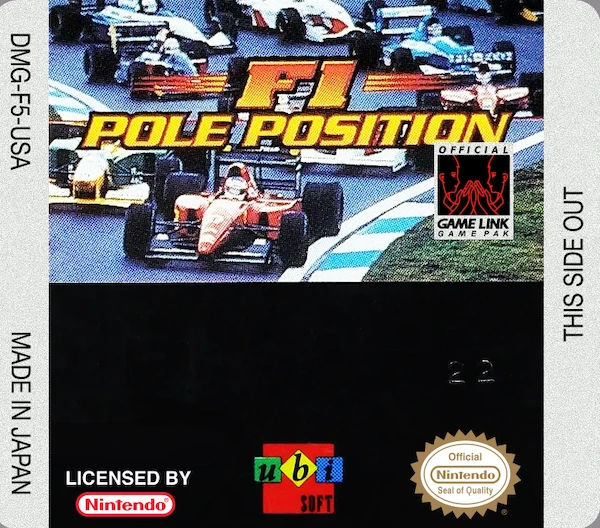 DMG-F5-USA
F1
POLE POSITION
OFFICIAL
GAME LINK
GAME PAK
THIS SIDE OUT
22
MADE IN JAPAN
LICENSED BY
Nintendo®
ubi
SOFT
Official
Nintendo
Seal of Quality
®